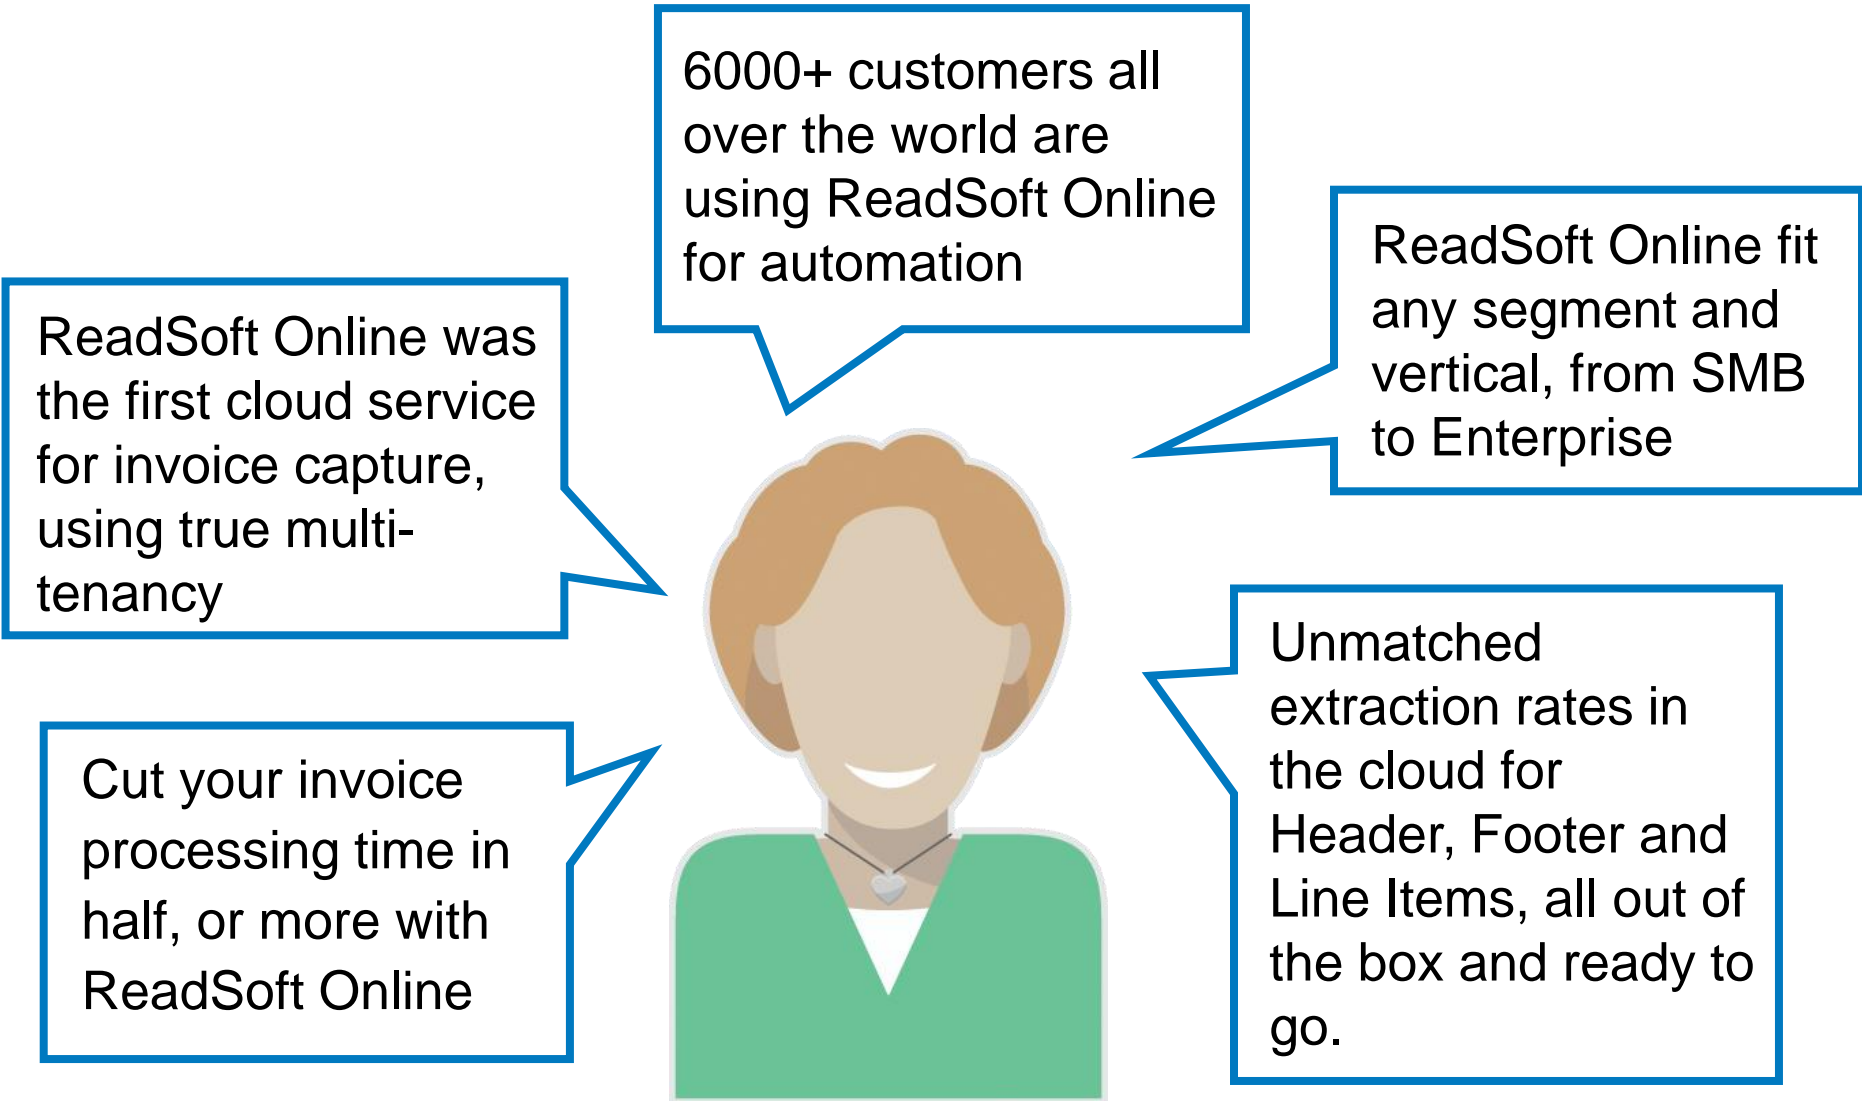 6000+ customers all
over the world are
using ReadSoft Online
for automation
ReadSoft Online fit
any segment and
vertical, from SMB
to Enterprise
ReadSoft Online was
the first cloud service
for invoice capture,
using true multi-
tenancy
Unmatched
extraction rates in
the cloud for
Header, Footer and
Line Items, all out of
the box and ready to
go.
Cut your invoice
processing time in
half, or more with
ReadSoft Online